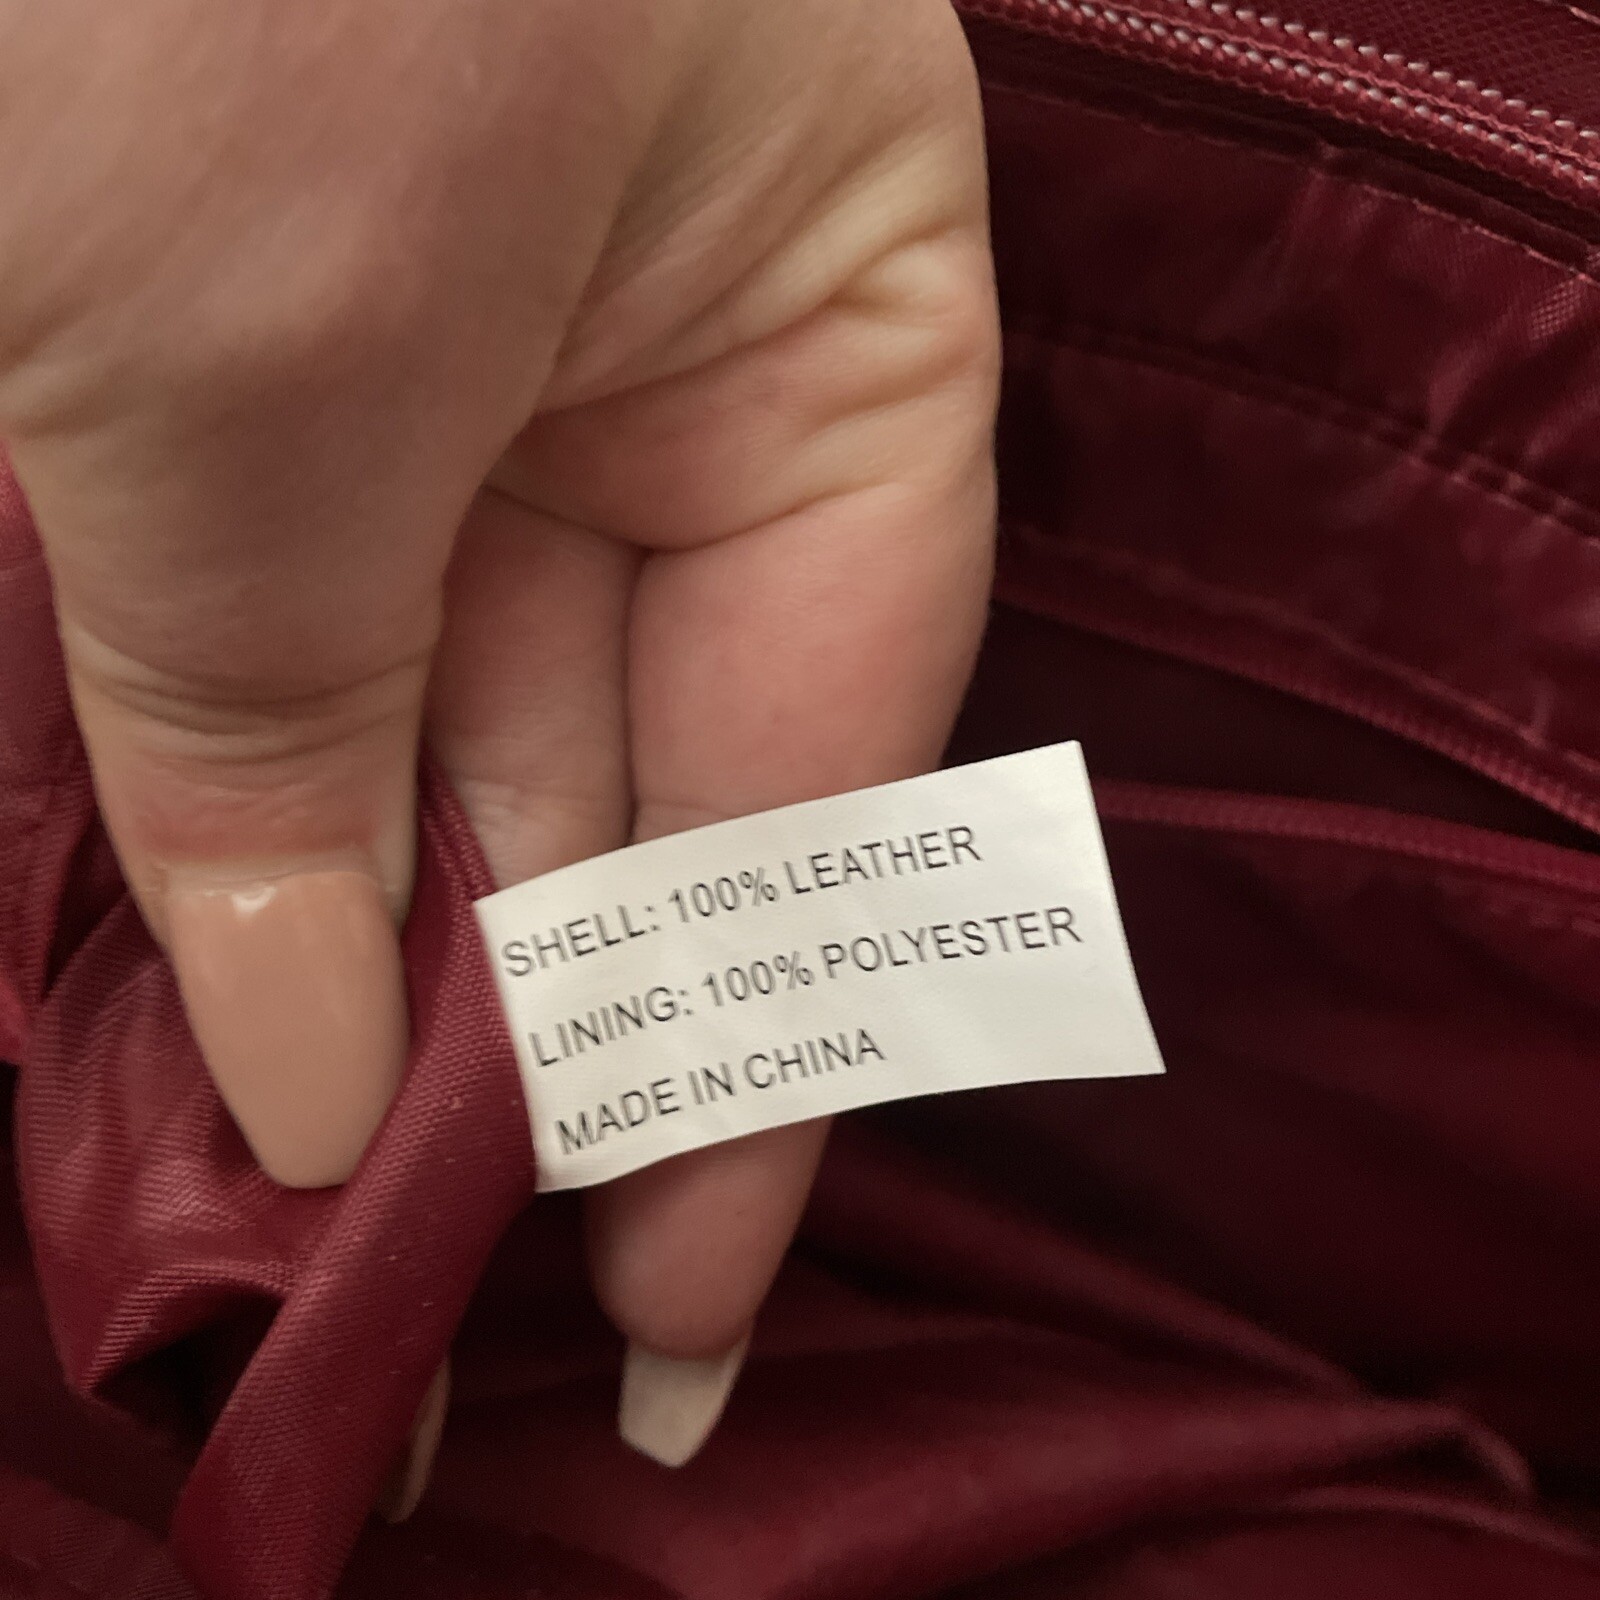 SHELL: 100% LEATHER
LINING: 100% POLYESTER
MADE IN CHINA